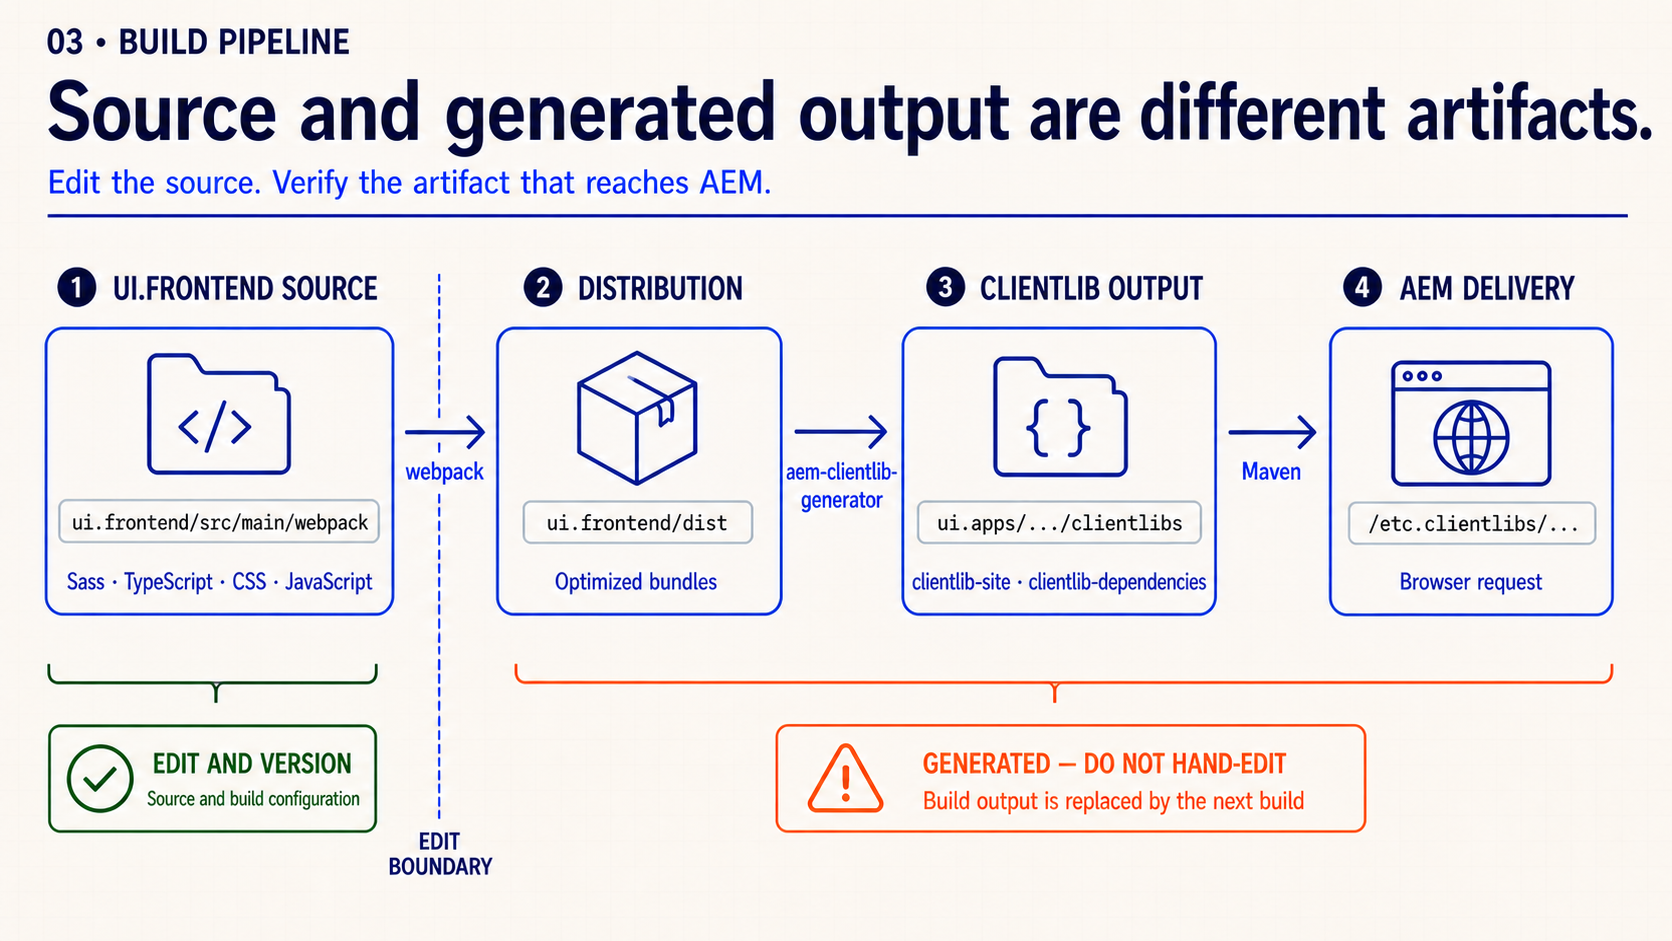 03 • BUILD PIPELINE
Source and generated output are different artifacts.
Edit the source. Verify the artifact that reaches AEM.
1 UI.FRONTEND SOURCE
</>
ui.frontend/src/main/webpack
Sass · TypeScript · CSS · JavaScript
webpack
2 DISTRIBUTION
ui.frontend/dist
Optimized bundles
aem-clientlib-
generator
3 CLIENTLIB OUTPUT
{ }
ui.apps/.../clientlibs
clientlib-site · clientlib-dependencies
Maven
4 AEM DELIVERY
/etc.clientlibs/...
Browser request
EDIT AND VERSION
Source and build configuration
EDIT
BOUNDARY
GENERATED — DO NOT HAND-EDIT
Build output is replaced by the next build